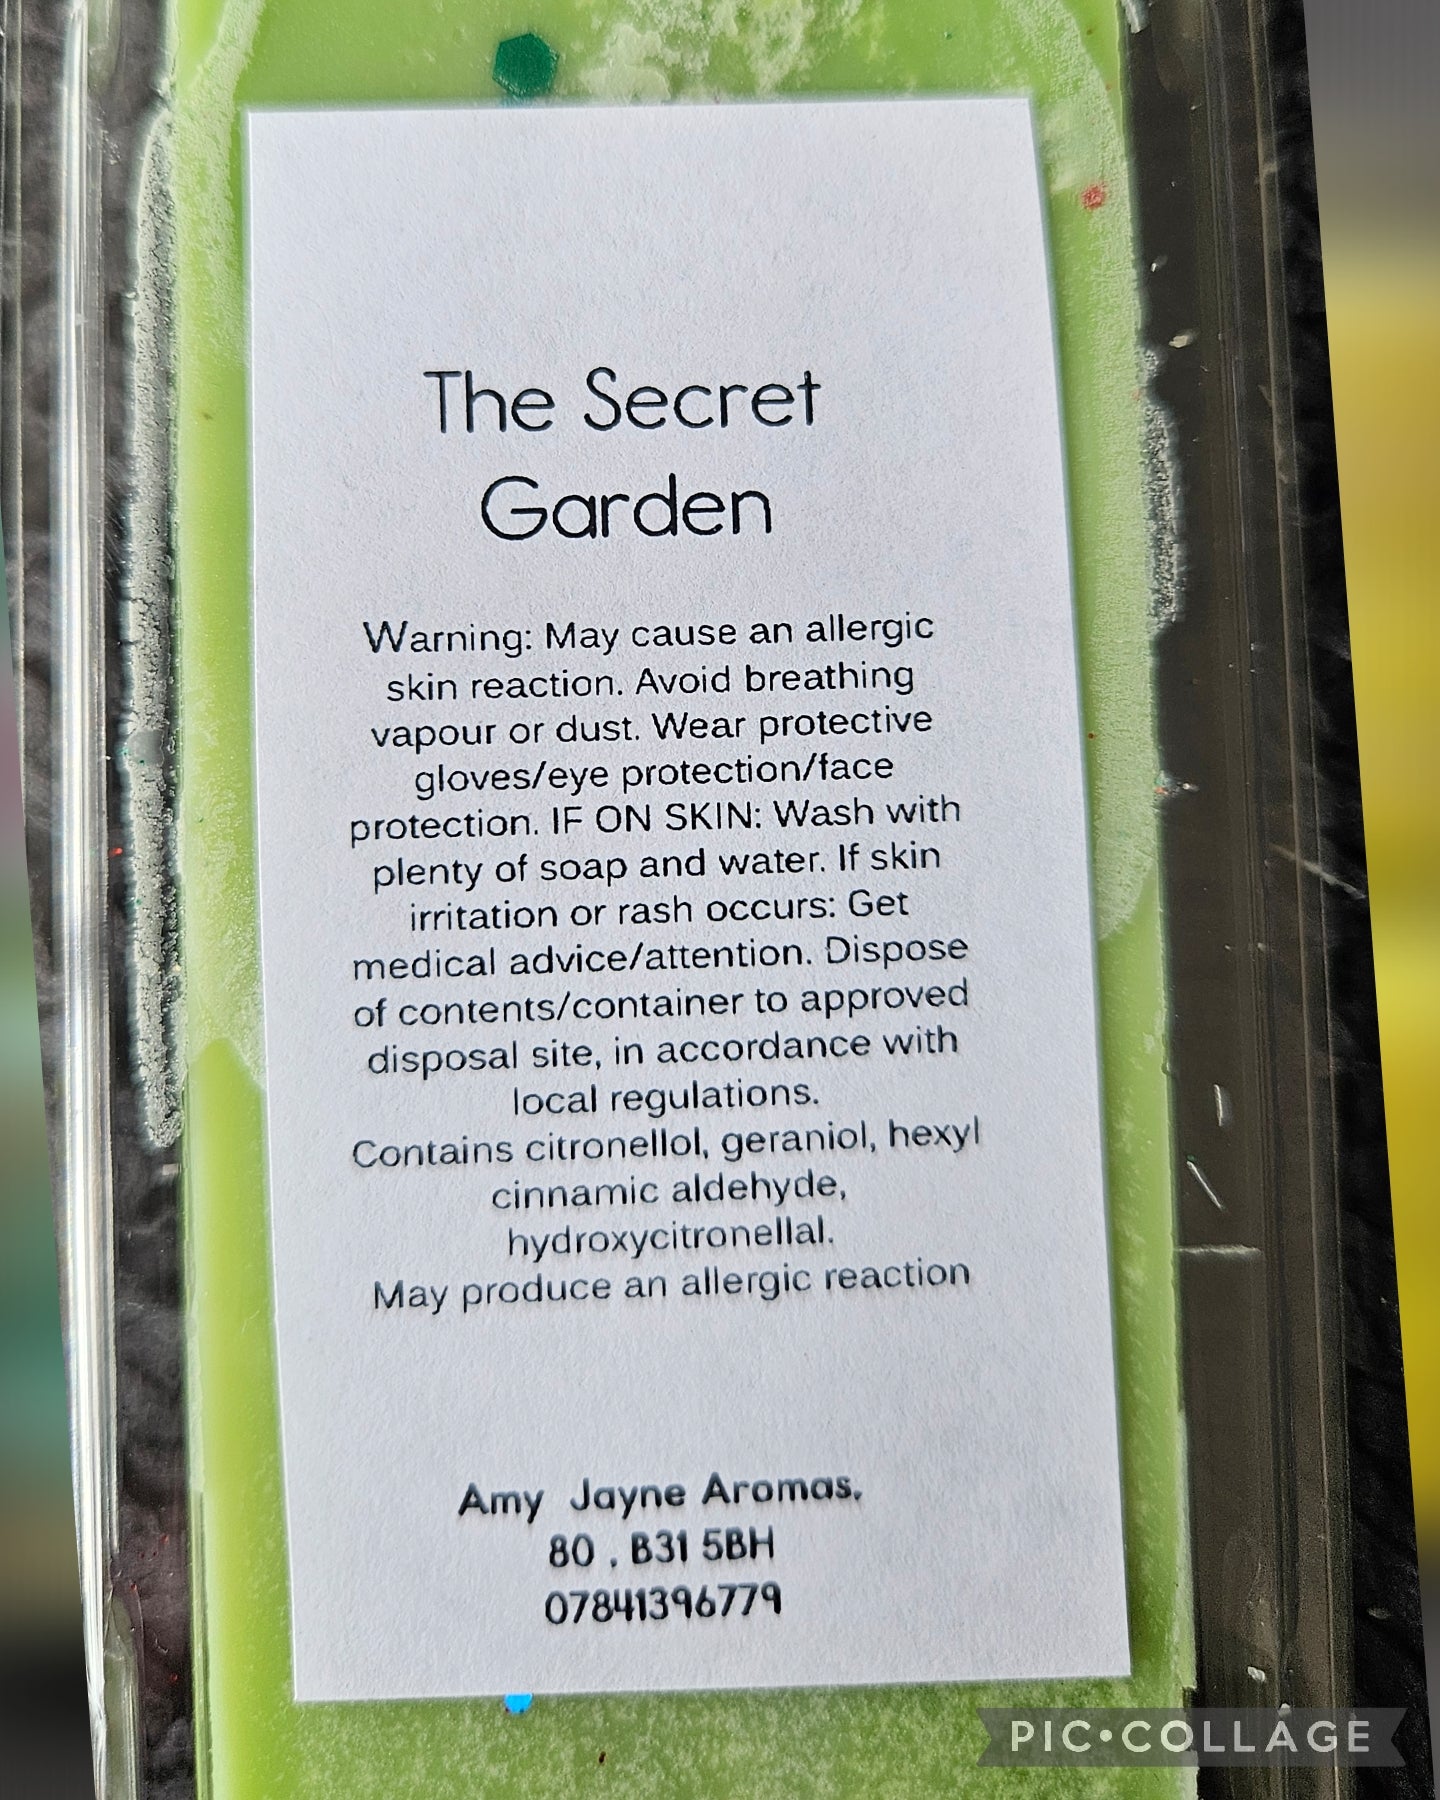 The Secret
Garden
Warning: May cause an allergic
skin reaction. Avoid breathing
vapour or dust. Wear protective
gloves/eye protection/face
protection. IF ON SKIN: Wash with
plenty of soap and water. If skin
irritation or rash occurs: Get
medical advice/attention. Dispose
of contents/container to approved
disposal site, in accordance with
local regulations.
Contains citronellol, geraniol, hexyl
cinnamic aldehyde,
hydroxycitronellal.
May produce an allergic reaction
Amy Jayne Aromas.
80 . B31 5BH
07841396779
PIC•COLLAGE